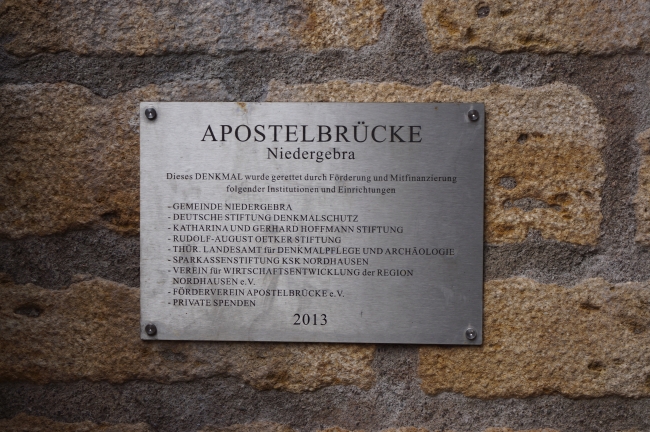 APOSTELBRÜCKE
Niedergebra
Dieses DENKMAL wurde gerettet durch Förderung und Mitfinanzierung
folgender Institutionen und Einrichtungen
- GEMEINDE NIEDERGEBRA
- DEUTSCHE STIFTUNG DENKMALSCHUTZ
- KATHARINA UND GERHARD HOFFMANN STIFTUNG
- RUDOLF-AUGUST OETKER STIFTUNG
- THÜR. LANDESAMT für DENKMALPFLEGE UND ARCHÄOLOGIE
- SPARKASSENSTIFTUNG KSK NORDHAUSEN
- VEREIN für WIRTSCHAFTSENTWICKLUNG der REGION
NORDHAUSEN e.V.
- FÖRDERVEREIN APOSTELBRÜCKE e.V.
- PRIVATE SPENDEN
2013